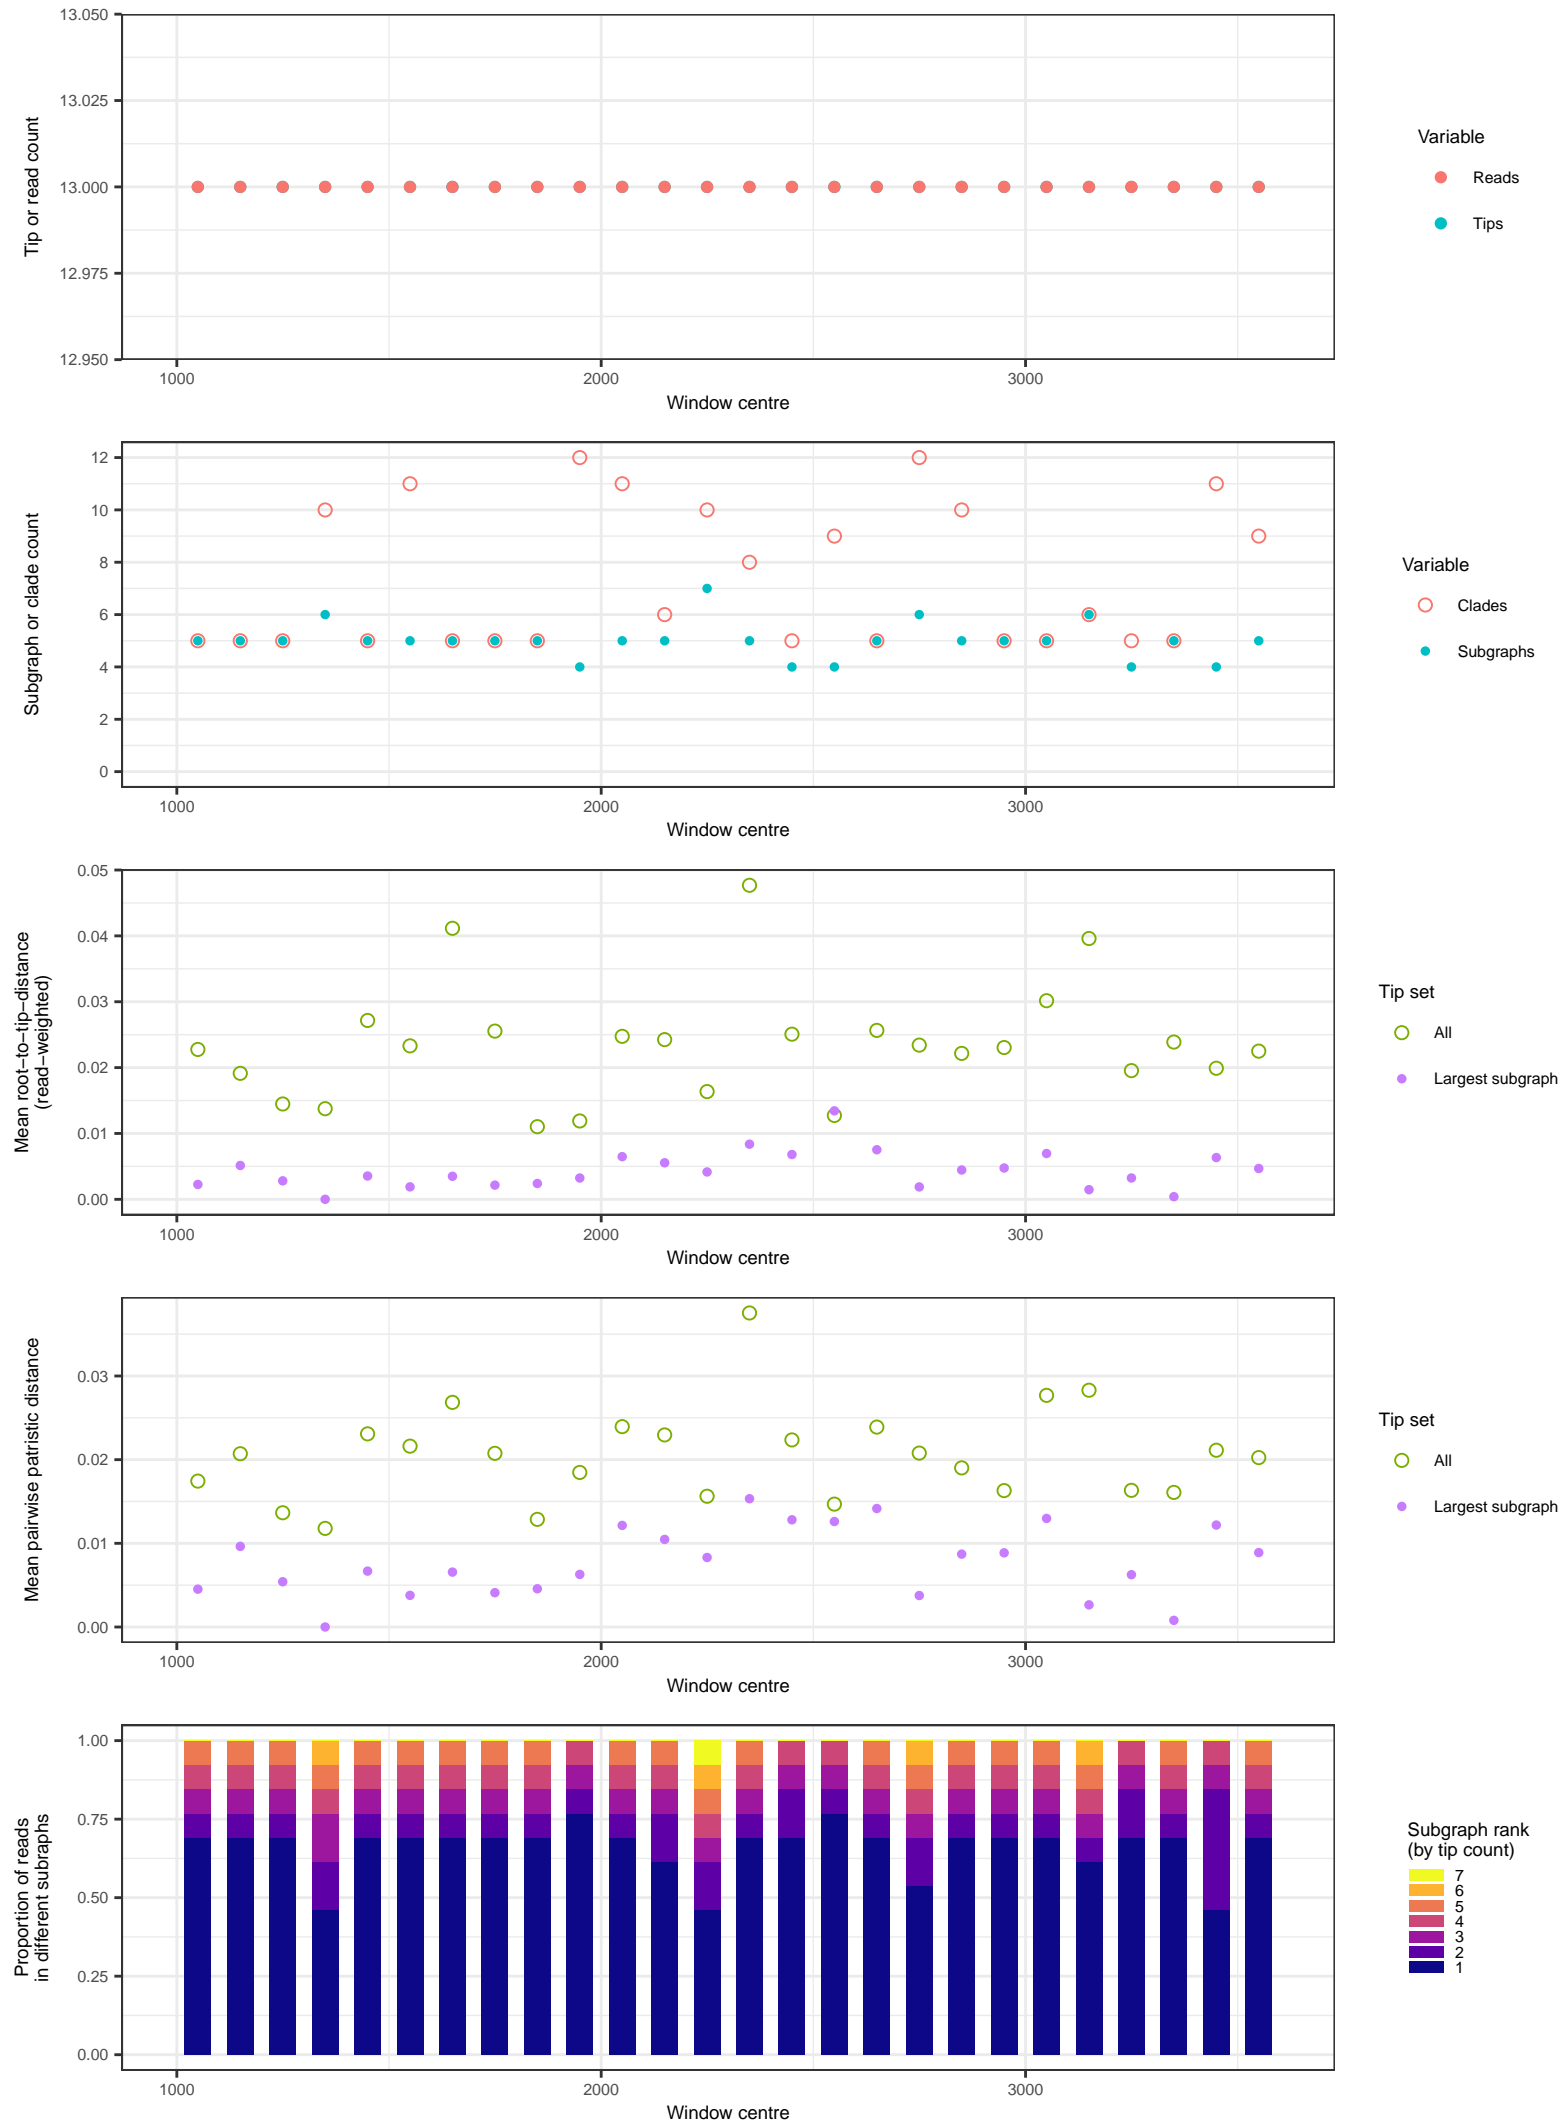 13.050
13.025
13.000
12.975
12.950
Tip or read count
1000 2000 3000
Window centre
Variable
Reads
Tips
12
10
8
6
4
2
0
Subgraph or clade count
1000 2000 3000
Window centre
Variable
Clades
Subgraphs
0.05
0.04
0.03
0.02
0.01
0.00
Mean root−to−tip−distance
(read−weighted)
1000 2000 3000
Window centre
Tip set
All
Largest subgraph
0.03
0.02
0.01
0.00
Mean pairwise patristic distance
1000 2000 3000
Window centre
Tip set
All
Largest subgraph
1.00
0.75
0.50
0.25
0.00
Proportion of reads
in different subraphs
1000 2000 3000
Window centre
Subgraph rank
(by tip count)
7
6
5
4
3
2
1